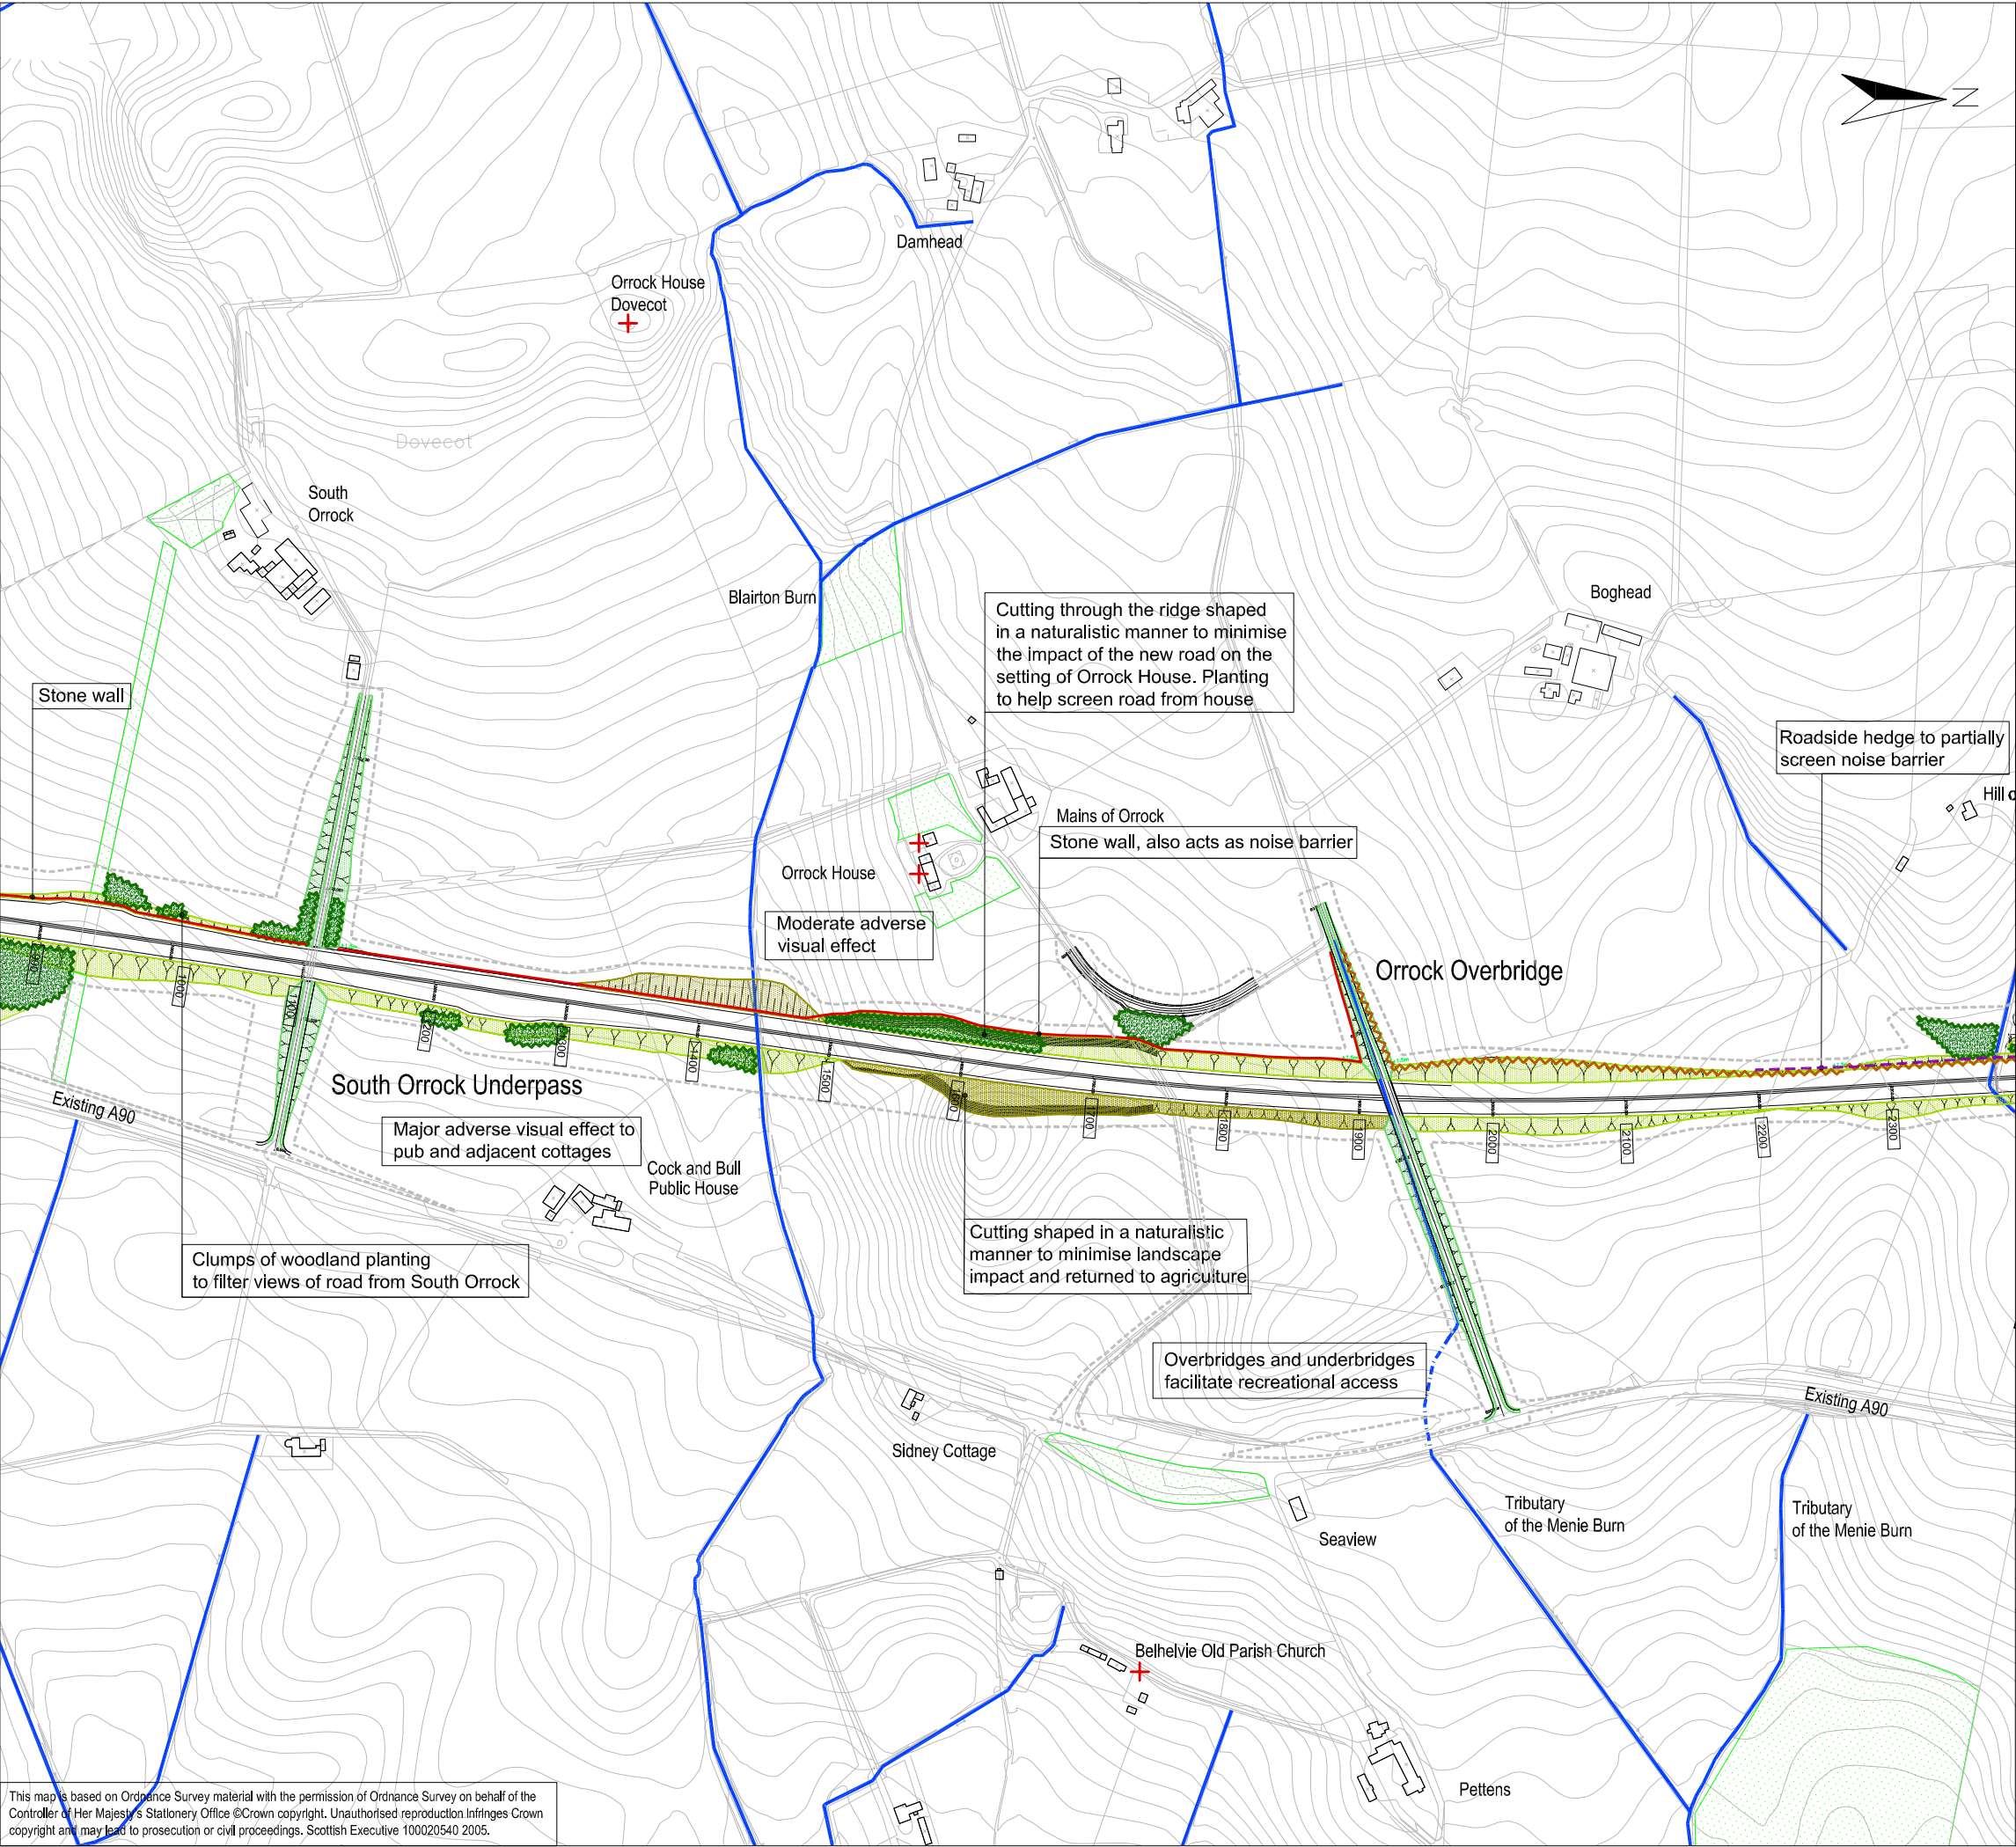 N
Damhead
Orrock House
Dovecot
Dovecot
South
Orrock
Blairton Burn
Boghead
Cutting through the ridge shaped
in a naturalistic manner to minimise
the impact of the new road on the
setting of Orrock House. Planting
to help screen road from house
Stone wall
Roadside hedge to partially
screen noise barrier
Hill o
Mains of Orrock
Stone wall, also acts as noise barrier
Orrock House
Moderate adverse
visual effect
Orrock Overbridge
1000
1500
1700
1800
1900
2000
2100
2200
2300
South Orrock Underpass
Existing A90
Major adverse visual effect to
pub and adjacent cottages
Cock and Bull
Public House
Clumps of woodland planting
to filter views of road from South Orrock
Cutting shaped in a naturalistic
manner to minimise landscape
impact and returned to agriculture
Overbridges and underbridges
facilitate recreational access
Existing A90
Sidney Cottage
Seaview
Tributary
of the Menie Burn
Tributary
of the Menie Burn
Belhelvie Old Parish Church
Pettens
This map is based on Ordnance Survey material with the permission of Ordnance Survey on behalf of the
Controller of Her Majesty's Stationery Office ©Crown copyright. Unauthorised reproduction infringes Crown
copyright and may lead to prosecution or civil proceedings. Scottish Executive 100020540 2005.